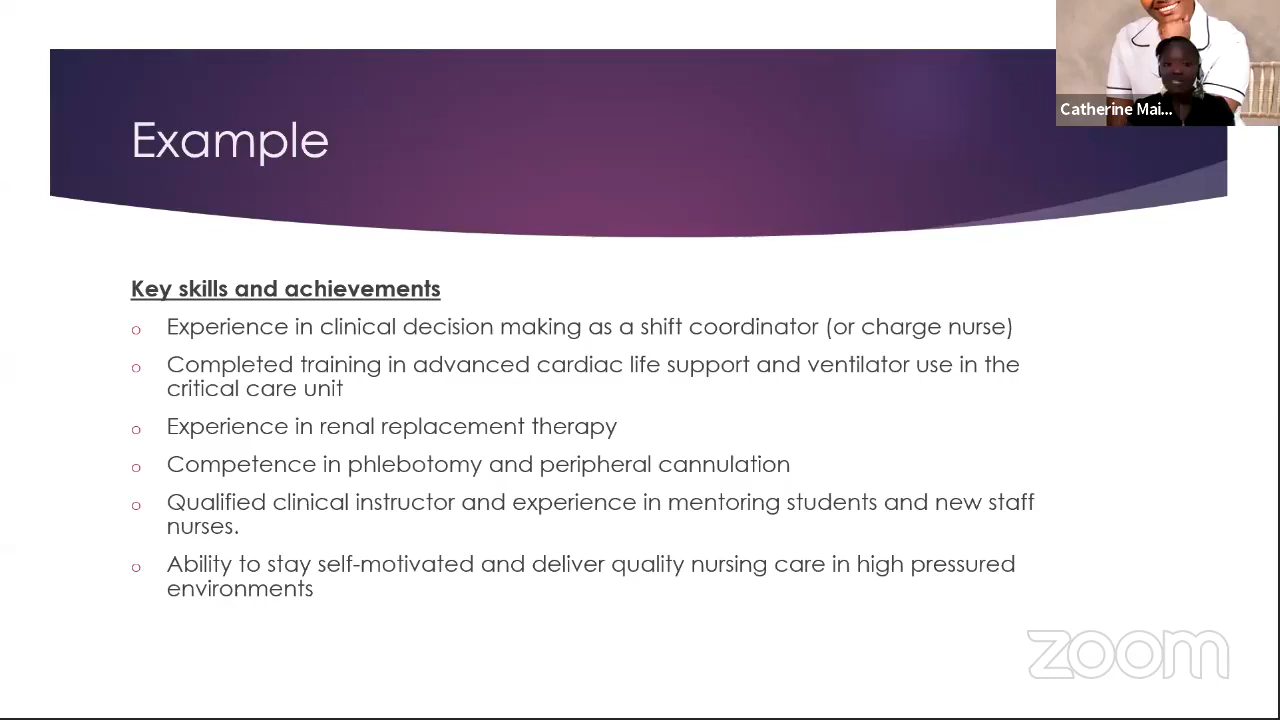 Catherine Mai...
Example
Key skills and achievements
o Experience in clinical decision making as a shift coordinator (or charge nurse)
o Completed training in advanced cardiac life support and ventilator use in the
critical care unit
o Experience in renal replacement therapy
o Competence in phlebotomy and peripheral cannulation
o Qualified clinical instructor and experience in mentoring students and new staff
nurses.
o Ability to stay self-motivated and deliver quality nursing care in high pressured
environments
zoom